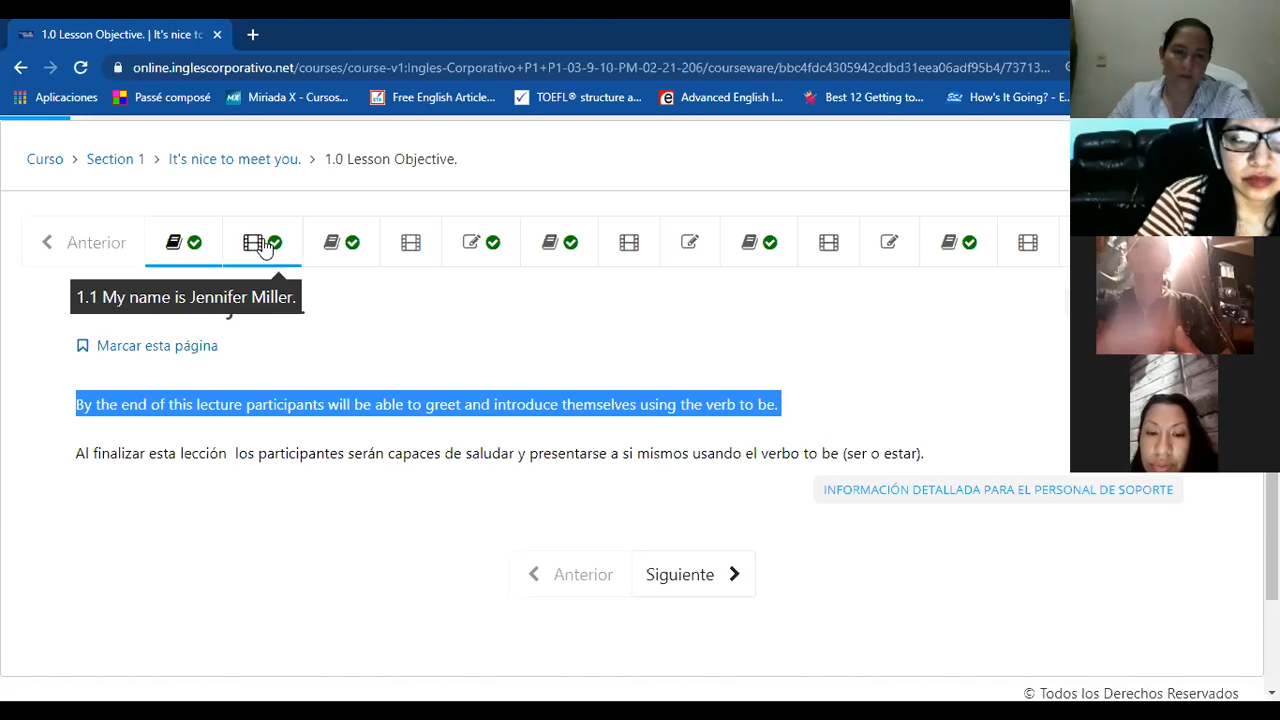 1.0 Lesson Objective. | It's nice to
online.inglescorporativo.net/courses/course-v1:Ingles-Corporativo+P1+P1-03-9-10-PM-02-21-206/courseware/bbc4fdc4305942cdbd31eea06adf95b4/73713...
Aplicaciones Passé composé Miriada X - Cursos... Free English Article... TOEFL® structure a... Advanced English I... Best 12 Getting to... How's It Going? - E...
Curso > Section 1 > It's nice to meet you. > 1.0 Lesson Objective.
Anterior
1.1 My name is Jennifer Miller.
Marcar esta página
By the end of this lecture participants will be able to greet and introduce themselves using the verb to be.
Al finalizar esta lección los participantes serán capaces de saludar y presentarse a si mismos usando el verbo to be (ser o estar).
INFORMACIÓN DETALLADA PARA EL PERSONAL DE SOPORTE
Anterior Siguiente
© Todos los Derechos Reservados